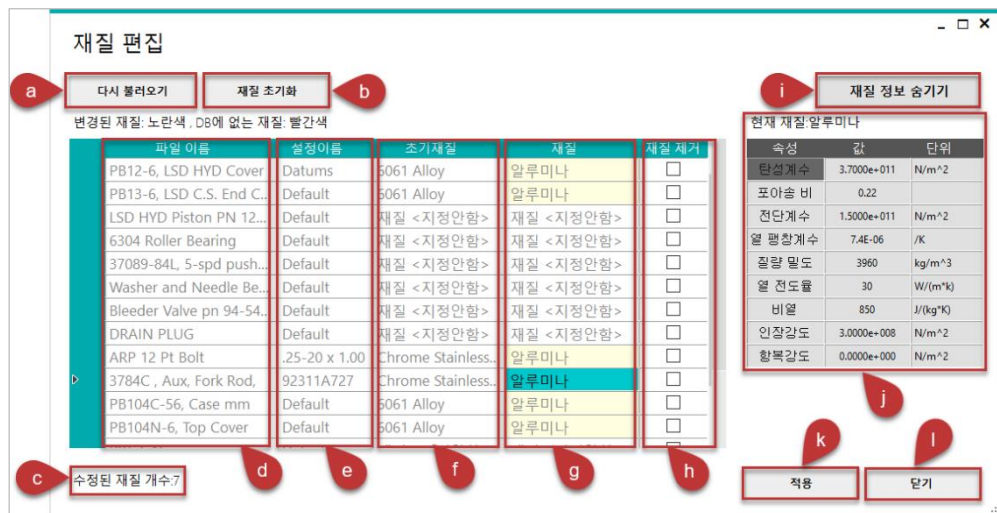 재질 편집
a 다시 불러오기 재질 초기화 b i 재질 정보 숨기기
변경된 재질: 노란색 , DB에 없는 재질: 빨간색
현재 재질:알루미나
파일 이름 설정이름 초기재질 재질 재질 제거
PB12-6, LSD HYD Cover Datums 6061 Alloy 알루미나
PB13-6, LSD C.S. End C... Default 6061 Alloy 알루미나
LSD HYD Piston PN 12... Default 재질 <지정안함> 재질 <지정안함>
6304 Roller Bearing Default 재질 <지정안함> 재질 <지정안함>
37089-84L, 5-spd push... Default 재질 <지정안함> 재질 <지정안함>
Washer and Needle Be... Default 재질 <지정안함> 재질 <지정안함>
Bleeder Valve pn 94-54... Default 재질 <지정안함> 재질 <지정안함>
DRAIN PLUG Default 재질 <지정안함> 재질 <지정안함>
ARP 12 Pt Bolt .25-20 x 1.00 Chrome Stainless... 알루미나
3784C , Aux, Fork Rod, 92311A727 Chrome Stainless... 알루미나
PB104C-56, Case mm Default 6061 Alloy 알루미나
PB104N-6, Top Cover Default 6061 Alloy 알루미나
속성 값 단위
탄성계수 3.7000e+011 N/m^2
포아송 비 0.22
전단계수 1.5000e+011 N/m^2
열 팽창계수 7.4E-06 /K
질량 밀도 3960 kg/m^3
열 전도율 30 W/(m*k)
비열 850 J/(kg*K)
인장강도 3.0000e+008 N/m^2
항복강도 0.0000e+000 N/m^2
j
c 수정된 재질 개수:7 d e f g h
k l
적용 닫기